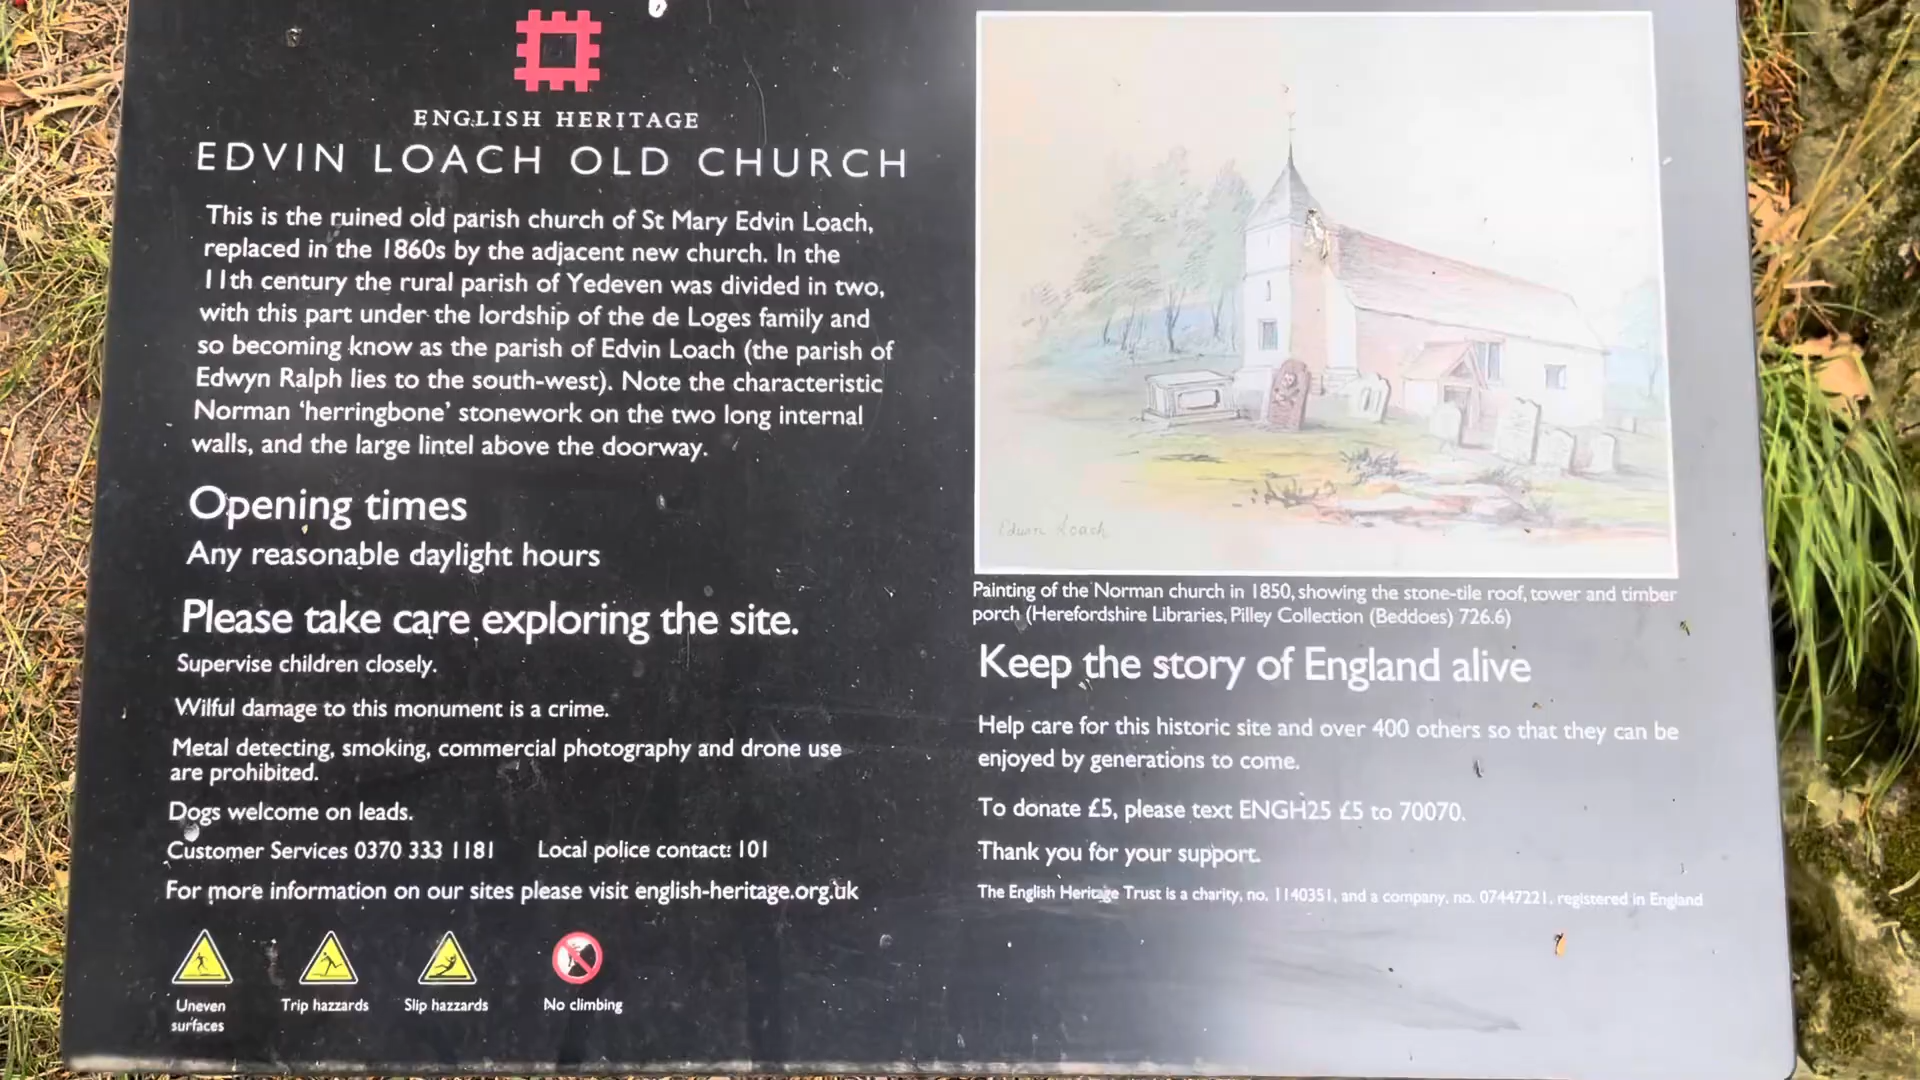 ENGLISH HERITAGE
EDVIN LOACH OLD CHURCH
This is the ruined old parish church of St Mary Edvin Loach,
replaced in the 1860s by the adjacent new church. In the
11th century the rural parish of Yedeven was divided in two,
with this part under the lordship of the de Loges family and
so becoming know as the parish of Edvin Loach (the parish of
Edwyn Ralph lies to the south-west). Note the characteristic
Norman ‘herringbone’ stonework on the two long internal
walls, and the large lintel above the doorway.
Opening times
Any reasonable daylight hours
Please take care exploring the site.
Supervise children closely.
Wilful damage to this monument is a crime.
Metal detecting, smoking, commercial photography and drone use
are prohibited.
Dogs welcome on leads.
Customer Services 0370 333 1181 Local police contact: 101
For more information on our sites please visit english-heritage.org.uk
Uneven
surfaces
Trip hazzards
Slip hazzards
No climbing
Edwin Loach
Painting of the Norman church in 1850, showing the stone-tile roof, tower and timber
porch (Herefordshire Libraries, Pilley Collection (Beddoes) 726.6)
Keep the story of England alive
Help care for this historic site and over 400 others so that they can be
enjoyed by generations to come.
To donate £5, please text ENGH25 £5 to 70070.
Thank you for your support.
The English Heritage Trust is a charity, no. 1140351, and a company, no. 07447221, registered in England